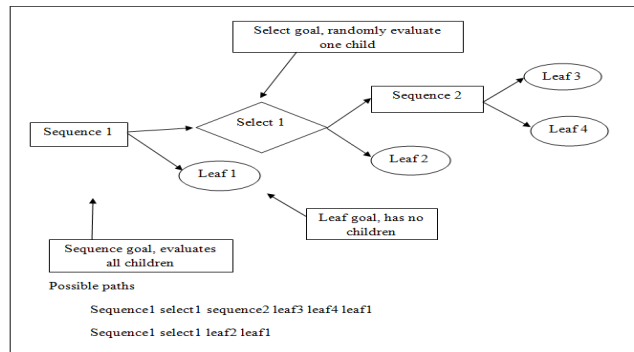 Select goal, randomly evaluate
one child
Leaf 3
Sequence 2
Select 1
Sequence 1
Leaf 4
Leaf 2
Leaf 1
Leaf goal, has no
children
Sequence goal, evaluates
all children
Possible paths
Sequence1 select1 sequence2 leaf3 leaf4 leaf1
Sequence1 select1 leaf2 leaf1